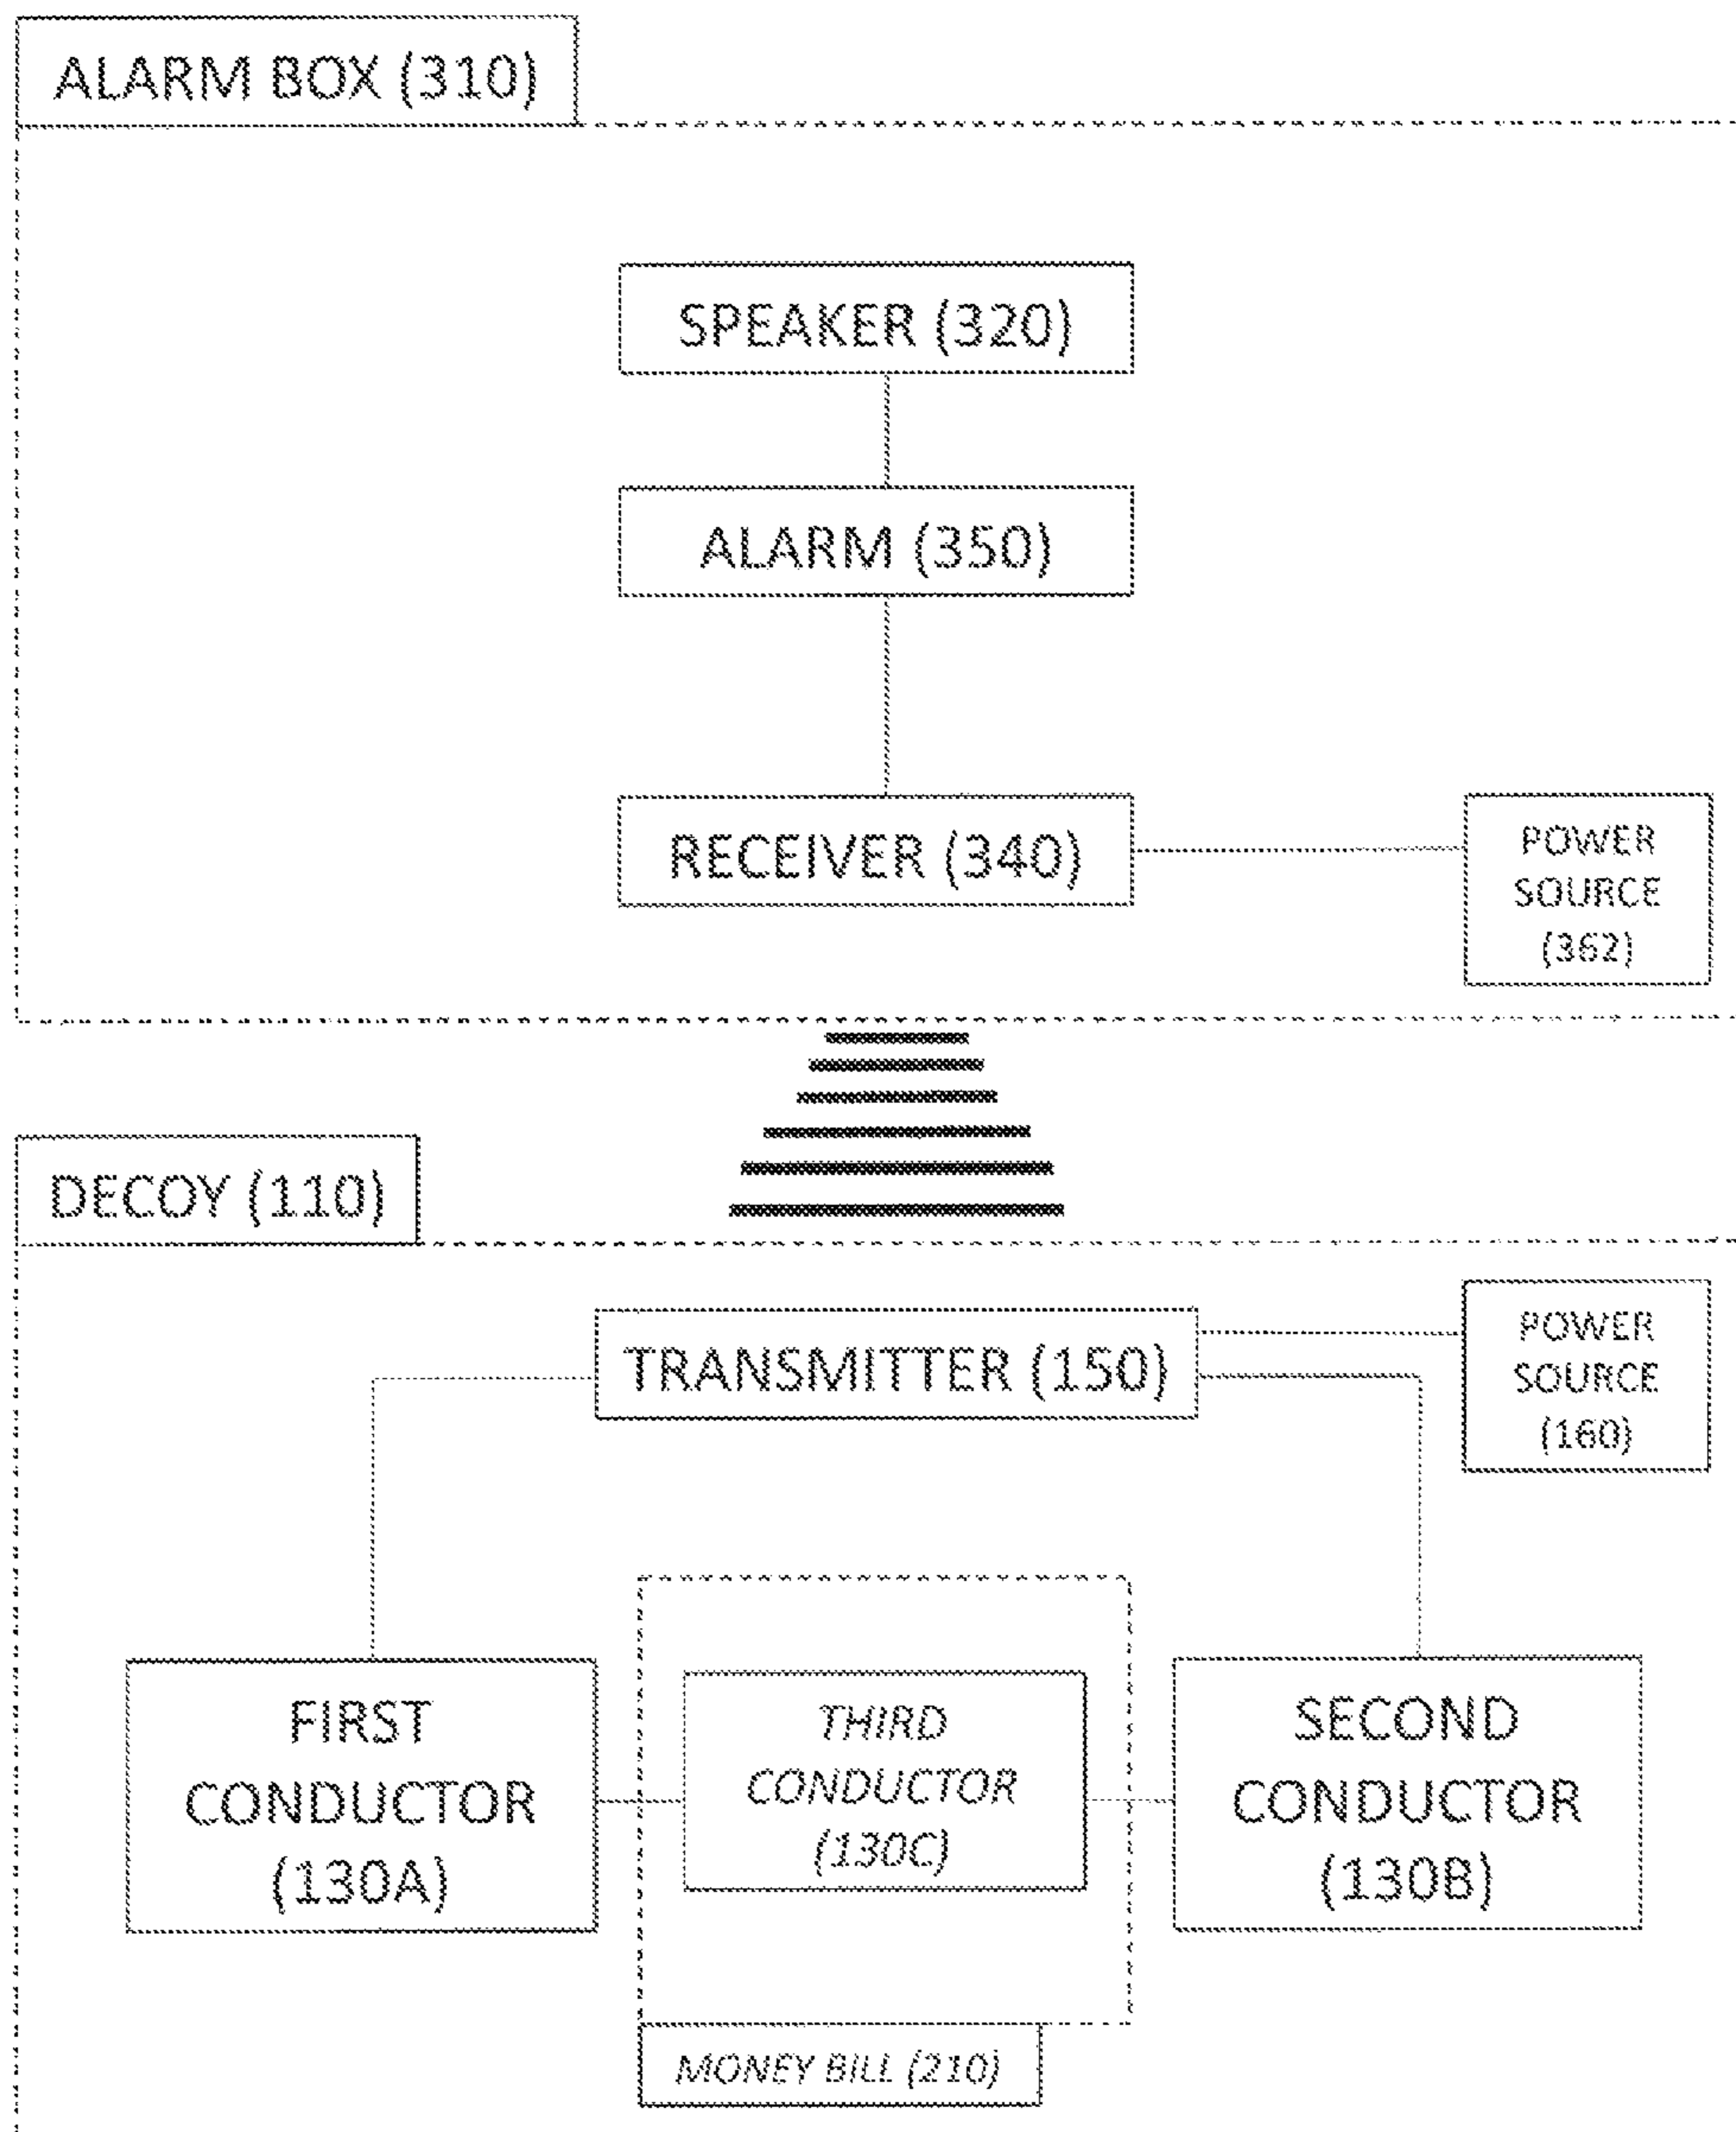 ALARM BOX (310)
SPEAKER (320)
ALARM (350)
RECEIVER (340)
POWER
SOURCE
(362)
DECOY (110)
TRANSMITTER (150)
POWER
SOURCE
(160)
FIRST
CONDUCTOR
(130A)
THIRD
CONDUCTOR
(130C)
SECOND
CONDUCTOR
(130B)
MONEY BILL (210)